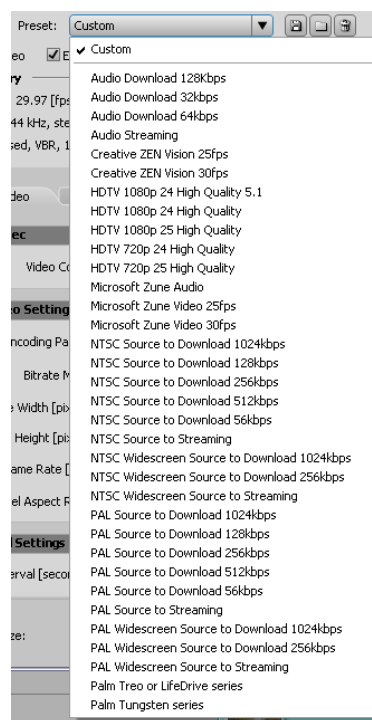 Preset: Custom
Custom
Audio Download 128Kbps
Audio Download 32kbps
Audio Download 64kbps
Audio Streaming
Creative ZEN Vision 25fps
Creative ZEN Vision 30fps
HDTV 1080p 24 High Quality 5.1
HDTV 1080p 24 High Quality
HDTV 1080p 25 High Quality
HDTV 720p 24 High Quality
HDTV 720p 25 High Quality
Microsoft Zune Audio
Microsoft Zune Video 25fps
Microsoft Zune Video 30fps
NTSC Source to Download 1024kbps
NTSC Source to Download 128kbps
NTSC Source to Download 256kbps
NTSC Source to Download 512kbps
NTSC Source to Download 56kbps
NTSC Source to Streaming
NTSC Widescreen Source to Download 1024kbps
NTSC Widescreen Source to Download 256kbps
NTSC Widescreen Source to Streaming
PAL Source to Download 1024kbps
PAL Source to Download 128kbps
PAL Source to Download 256kbps
PAL Source to Download 512kbps
PAL Source to Download 56kbps
PAL Source to Streaming
PAL Widescreen Source to Download 1024kbps
PAL Widescreen Source to Download 256kbps
PAL Widescreen Source to Streaming
Palm Treo or LifeDrive series
Palm Tungsten series
eo E
ry
29.97 [fps
44 kHz, ste
sed, VBR, 1
deo
ec
Video Co
o Setting
ncoding Pa
Bitrate M
Width [pix
Height [pix
ame Rate [
el Aspect R
Settings
erval [secon
ze: